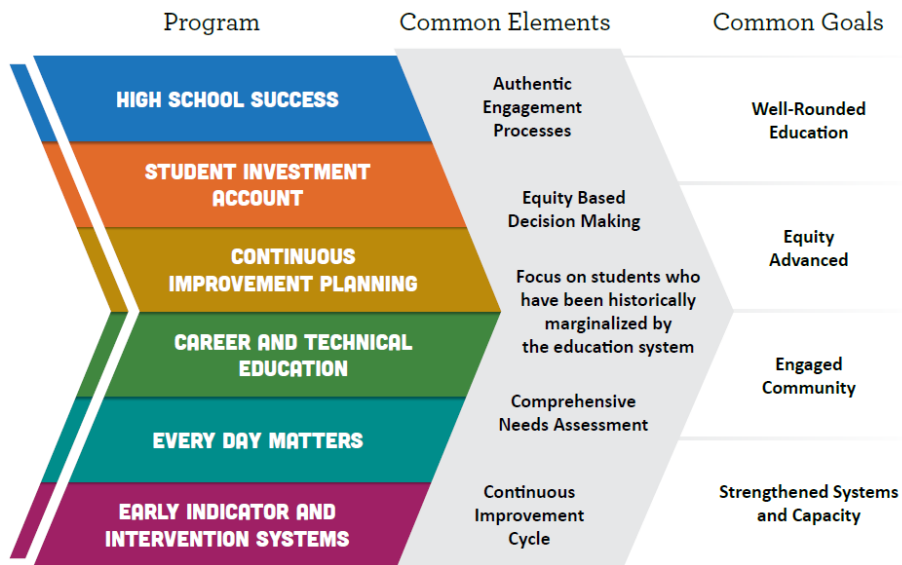 Program
Common Elements
Common Goals
HIGH SCHOOL SUCCESS
STUDENT INVESTMENT
ACCOUNT
CONTINUOUS
IMPROVEMENT PLANNING
CAREER AND TECHNICAL
EDUCATION
EVERY DAY MATTERS
EARLY INDICATOR AND
INTERVENTION SYSTEMS
Authentic
Engagement
Processes
Equity Based
Decision Making
Focus on students who
have been historically
marginalized by
the education system
Comprehensive
Needs Assessment
Continuous
Improvement
Cycle
Well-Rounded
Education
Equity
Advanced
Engaged
Community
Strengthened Systems
and Capacity